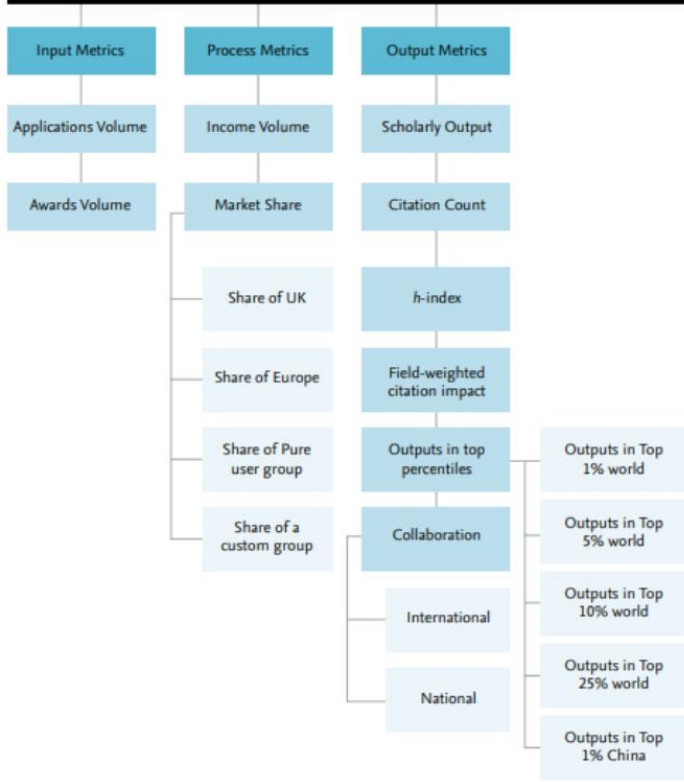 Input Metrics
Applications Volume
Awards Volume
Process Metrics
Income Volume
Market Share
Share of UK
Share of Europe
Share of Pure
user group
Share of a
custom group
Output Metrics
Scholarly Output
Citation Count
h-index
Field-weighted
citation impact
Outputs in top
percentiles
Collaboration
International
National
Outputs in Top
1% world
Outputs in Top
5% world
Outputs in Top
10% world
Outputs in Top
25% world
Outputs in Top
1% China